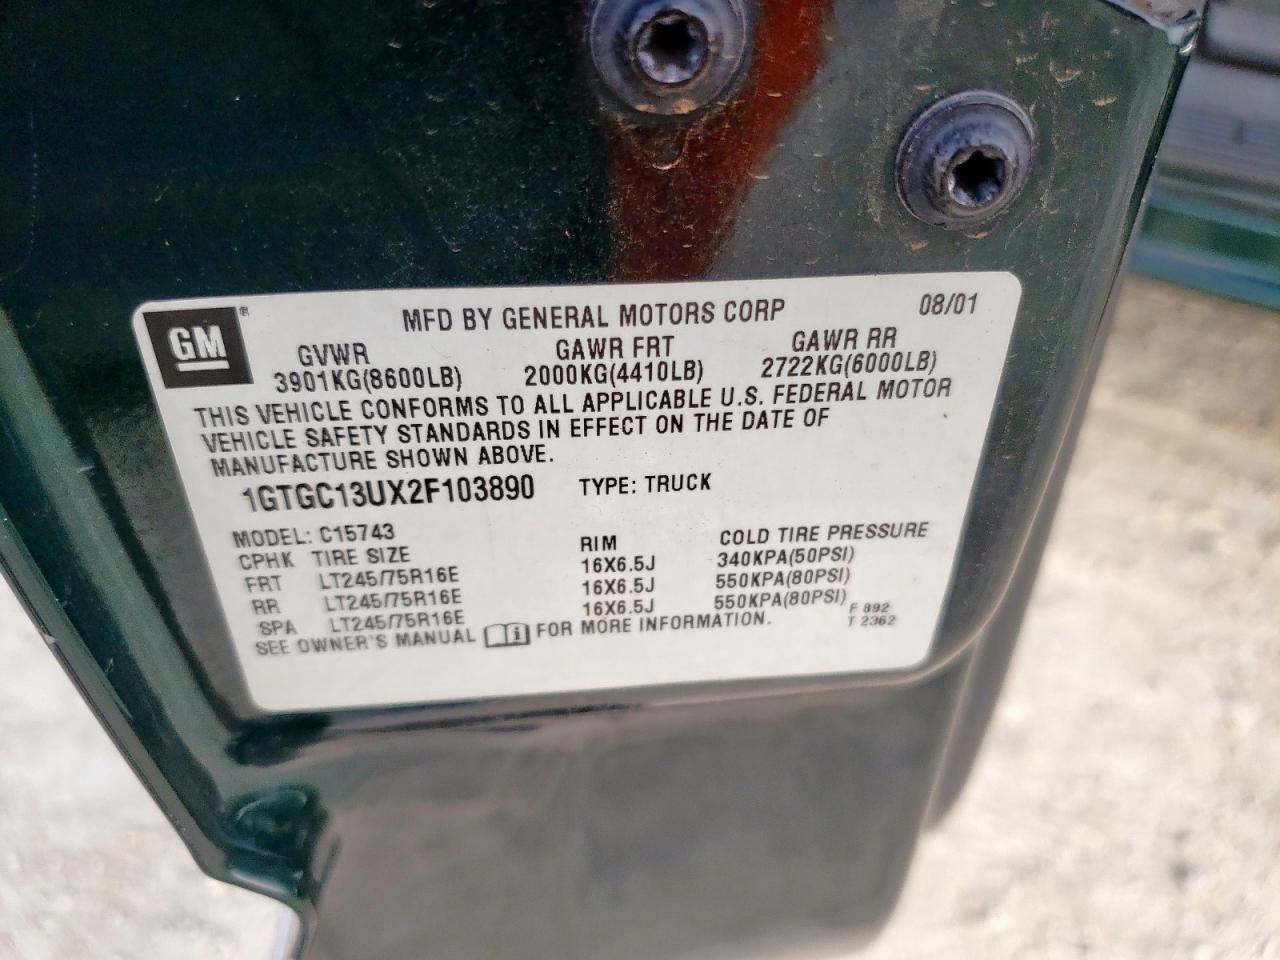 GM®
MFD BY GENERAL MOTORS CORP 08/01
GVWR GAWR FRT GAWR RR
3901KG(8600LB) 2000KG(4410LB) 2722KG(6000LB)
THIS VEHICLE CONFORMS TO ALL APPLICABLE U.S. FEDERAL MOTOR
VEHICLE SAFETY STANDARDS IN EFFECT ON THE DATE OF
MANUFACTURE SHOWN ABOVE.
1GTGC13UX2F103890 TYPE: TRUCK
MODEL: C15743
CPHK TIRE SIZE RIM COLD TIRE PRESSURE
FRT LT245/75R16E 16X6.5J 340KPA(50PSI)
RR LT245/75R16E 16X6.5J 550KPA(80PSI)
SPA LT245/75R16E 16X6.5J 550KPA(80PSI)
SEE OWNER'S MANUAL i FOR MORE INFORMATION.
F 892
T 2362